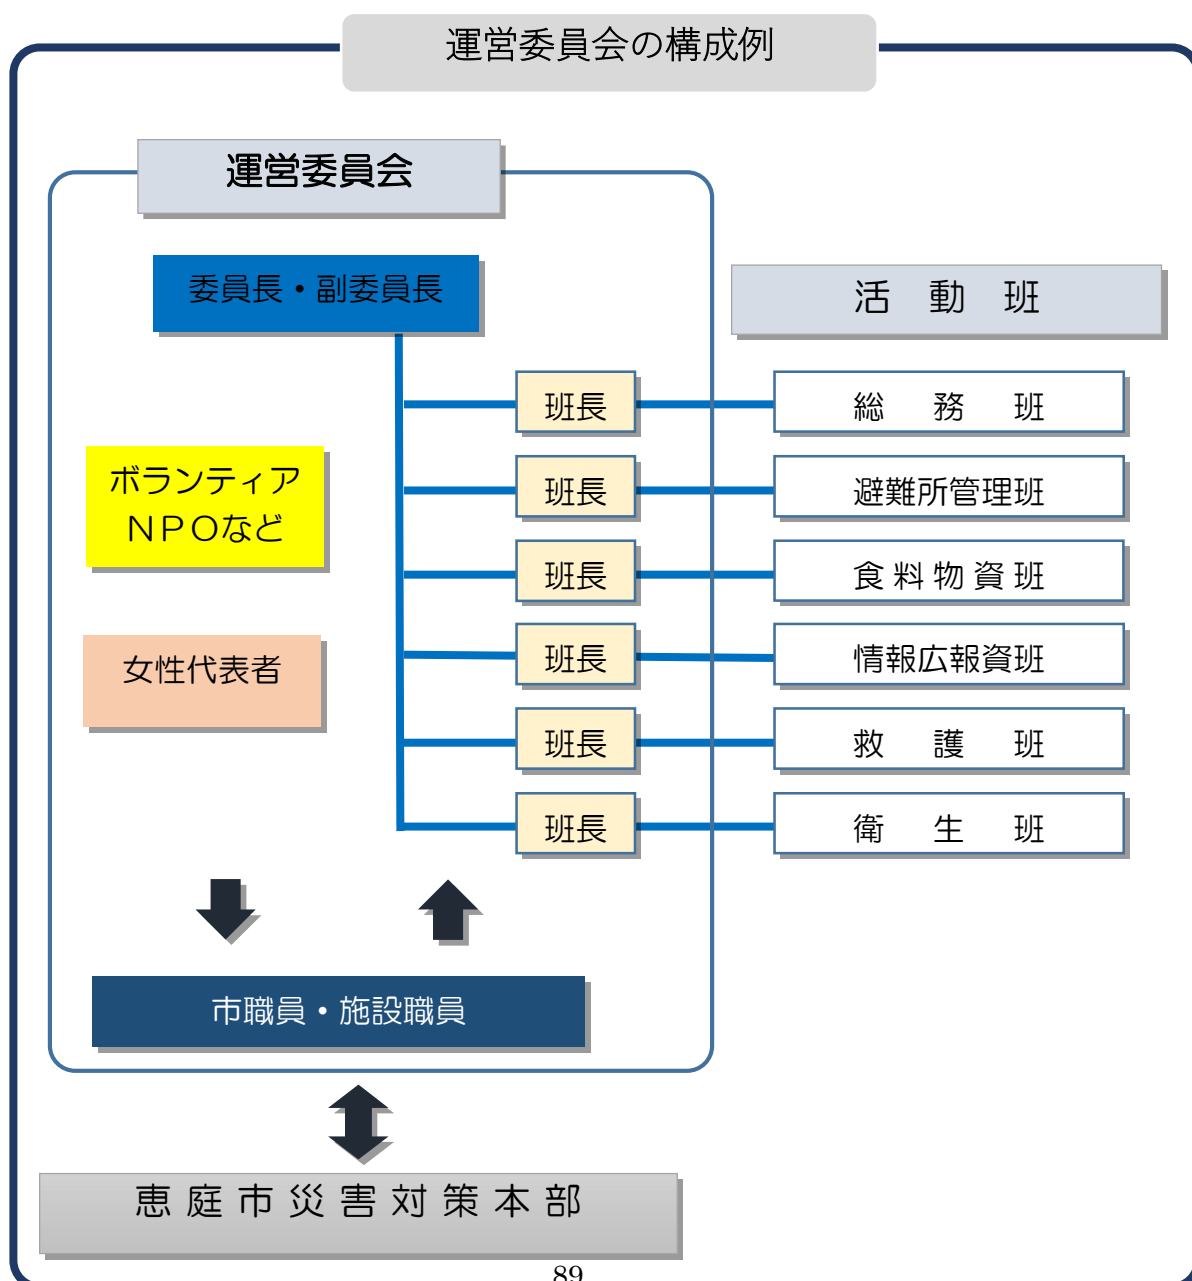 運営委員会の構成例
運営委員会
委員長・副委員長
活動班
班長 総務班
班長 避難所管理班
班長 食料物資班
班長 情報広報資班
班長 救護班
班長 衛生班
ボランティア
NPOなど
女性代表者
市職員・施設職員
恵庭市災害対策本部
89